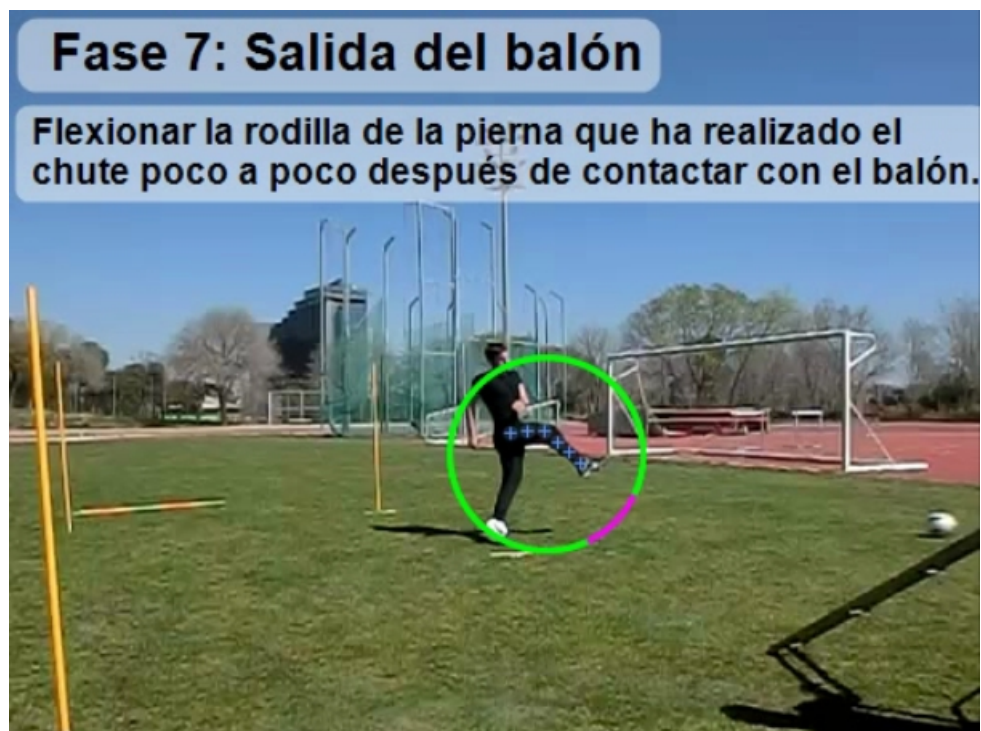 Fase 7: Salida del balón
Flexionar la rodilla de la pierna que ha realizado el
chute poco a poco después de contactar con el balón.